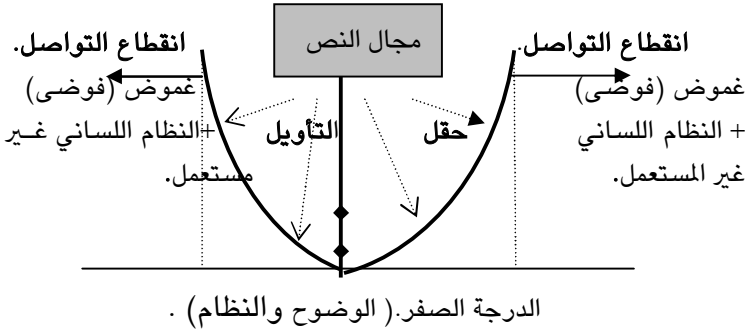 مجال النص
انقطاع التواصل.
غموض (فوضى)
+ النظام اللساني
غير المستعمل.
حقل
التأويل
انقطاع التواصل.
غموض (فوضى)
+النظام اللساني غير
مستعمل.
الدرجة الصفر.( الوضوح والنظام) .